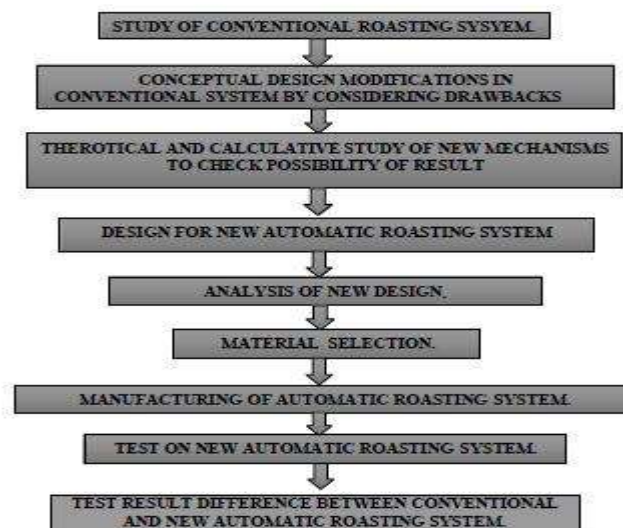 STUDY OF CONVENTIONAL ROASTING SYSYEM.
CONCEPTUAL DESIGN MODIFICATIONS IN
CONVENTIONAL SYSTEM BY CONSIDERING DRAWBACKS
THEROTICAL AND CALCULATIVE STUDY OF NEW MECHANISMS
TO CHECK POSSIBILITY OF RESULT
DESIGN FOR NEW AUTOMATIC ROASTING SYSTEM
ANALYSIS OF NEW DESIGN.
MATERIAL SELECTION.
MANUFACTURING OF AUTOMATIC ROASTING SYSTEM.
TEST ON NEW AUTOMATIC ROASTING SYSTEM.
TEST RESULT DIFFERENCE BETWEEN CONVENTIONAL
AND NEW AUTOMATIC ROASTING SYSTEM.